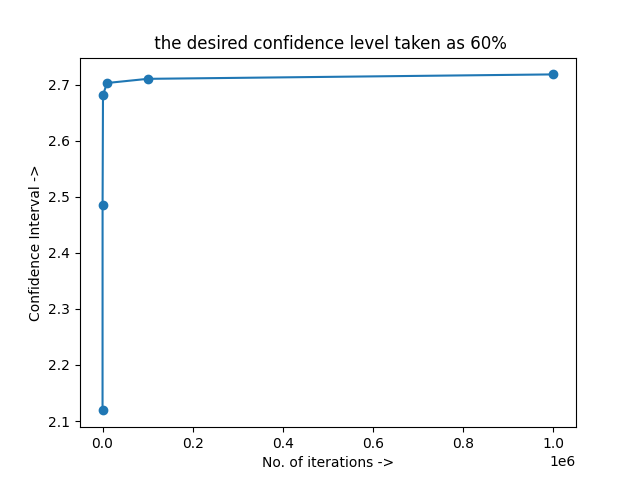 the desired confidence level taken as 60%
Confidence Interval ->
2.7
2.6
2.5
2.4
2.3
2.2
2.1
0.0 0.2 0.4 0.6 0.8 1.0
1e6
No. of iterations ->